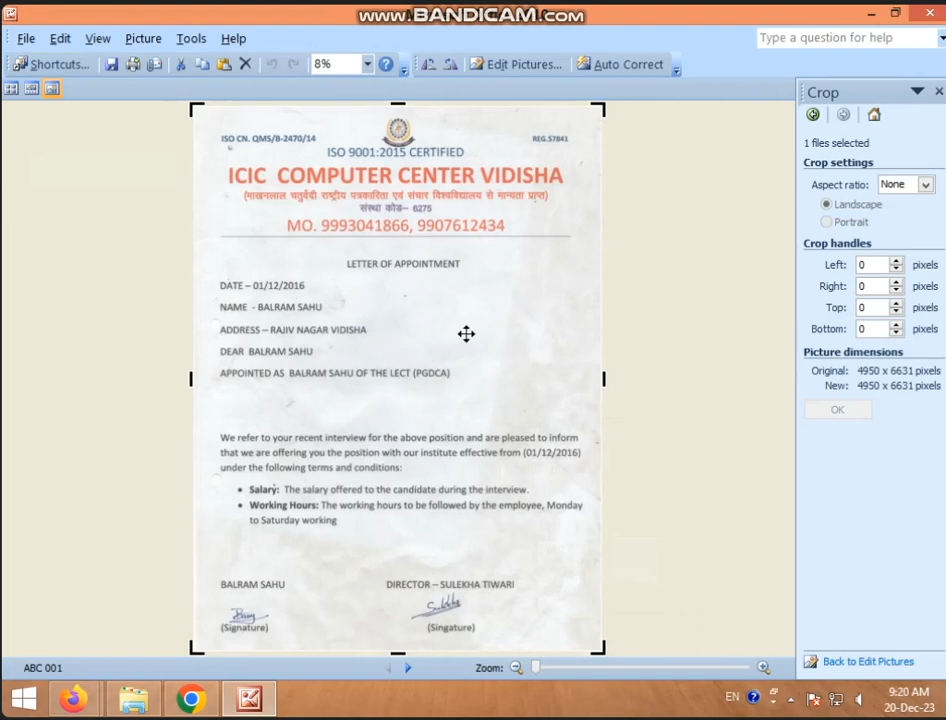 www.BANDICAM.com
File Edit View Picture Tools Help
Type a question for help
Shortcuts...
8%
Edit Pictures...
Auto Correct
Crop
1 files selected
Crop settings
Aspect ratio: None
Landscape
Portrait
Crop handles
Left: 0 pixels
Right: 0 pixels
Top: 0 pixels
Bottom: 0 pixels
Picture dimensions
Original: 4950 x 6631 pixels
New: 4950 x 6631 pixels
OK
Back to Edit Pictures
ISO CN. QMS/B-2470/14
REG.57841
ISO 9001:2015 CERTIFIED
ICIC COMPUTER CENTER VIDISHA
(माखनलाल चतुर्वेदी राष्ट्रीय पत्रकारिता एवं संचार विश्वविद्यालय से मान्यता प्राप्त)
संस्था कोड– 6275
MO. 9993041866, 9907612434
LETTER OF APPOINTMENT
DATE – 01/12/2016
NAME - BALRAM SAHU
ADDRESS – RAJIV NAGAR VIDISHA
DEAR BALRAM SAHU
APPOINTED AS BALRAM SAHU OF THE LECT (PGDCA)
We refer to your recent interview for the above position and are pleased to inform
that we are offering you the position with our institute effective from (01/12/2016)
under the following terms and conditions:
• Salary: The salary offered to the candidate during the interview.
• Working Hours: The working hours to be followed by the employee, Monday
to Saturday working
BALRAM SAHU
DIRECTOR – SULEKHA TIWARI
(Signature)
(Singature)
ABC 001
Zoom:
EN
9:20 AM
20-Dec-23